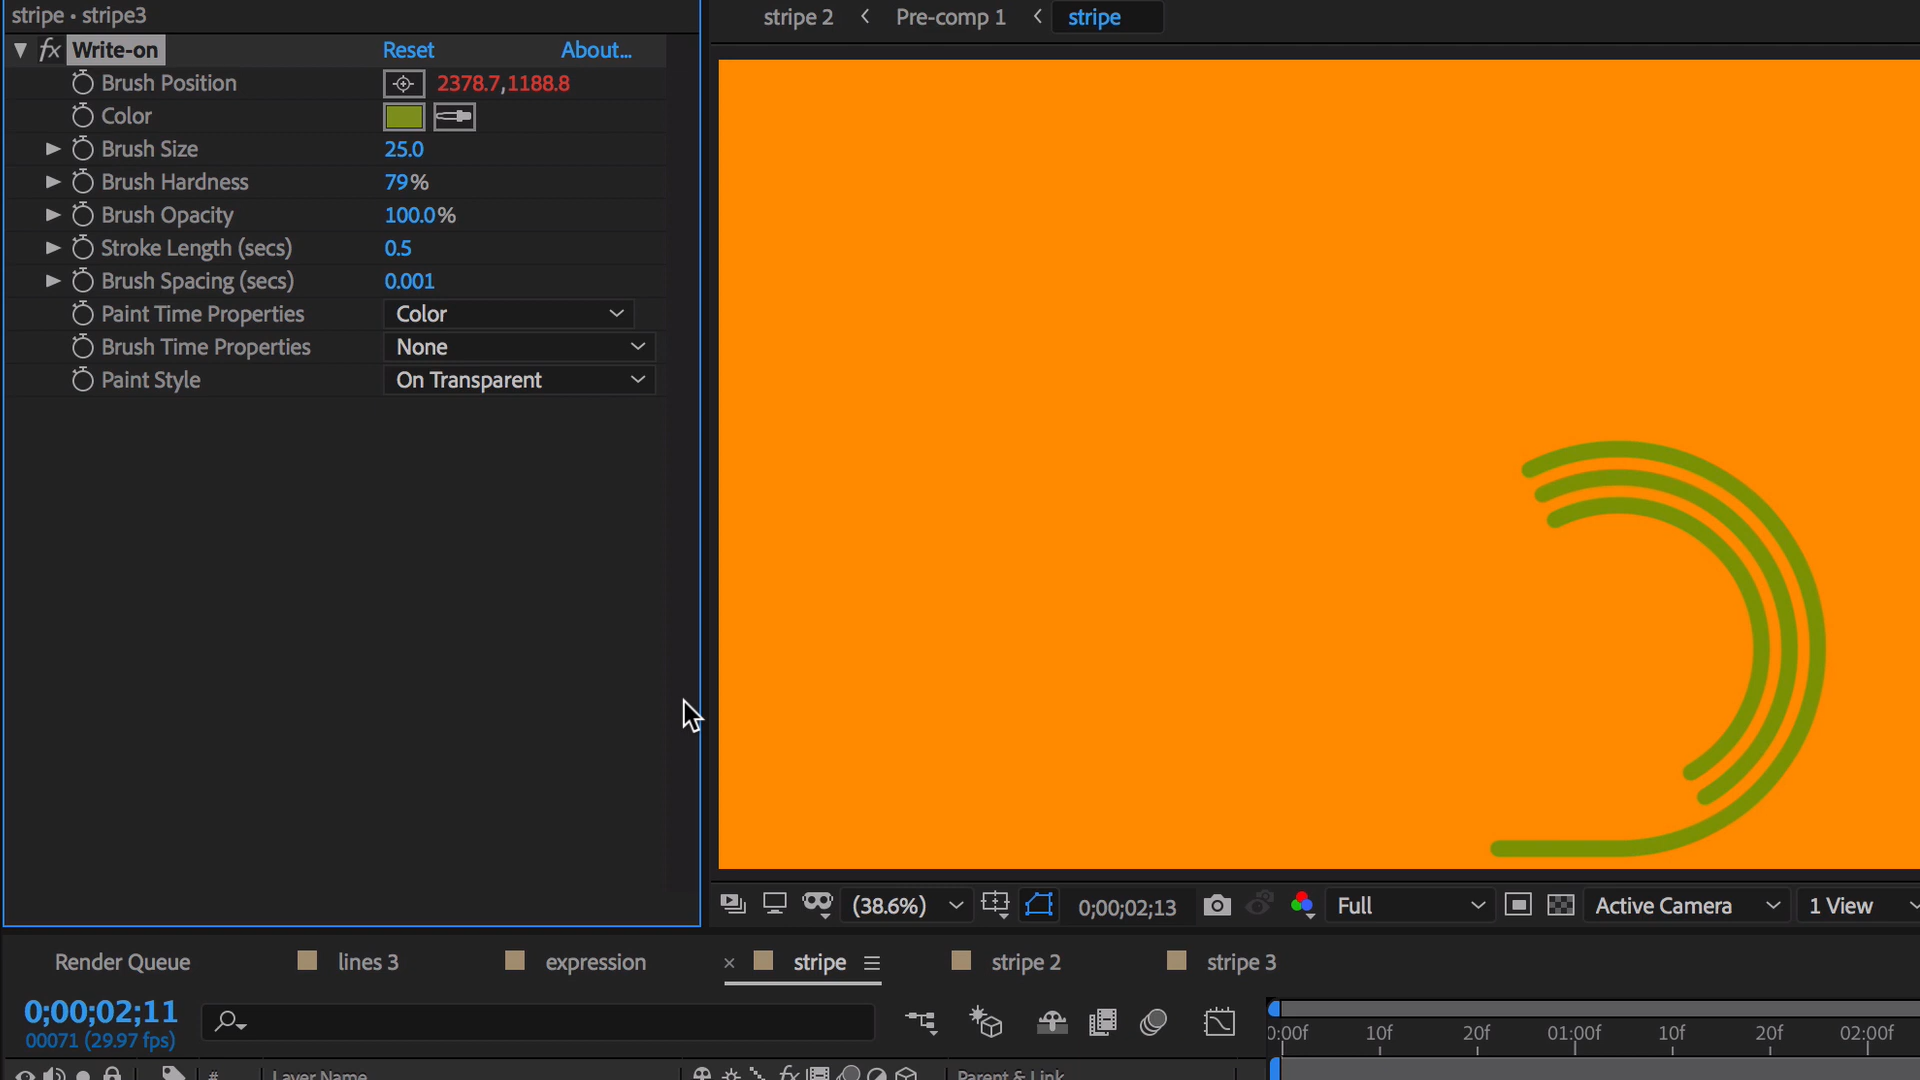 stripe • stripe3
stripe 2 Pre-comp 1 stripe
fx Write-on Reset About...
Brush Position 2378.7,1188.8
Color
Brush Size 25.0
Brush Hardness 79%
Brush Opacity 100.0%
Stroke Length (secs) 0.5
Brush Spacing (secs) 0.001
Paint Time Properties Color
Brush Time Properties None
Paint Style On Transparent
(38.6%) 0;00;02;13 Full Active Camera 1 View
Render Queue lines 3 expression × stripe stripe 2 stripe 3
0;00;02;11
00071 (29.97 fps)
0:00f 10f 20f 01:00f 10f 20f 02:00f
# Layer Name fx Parent & Link